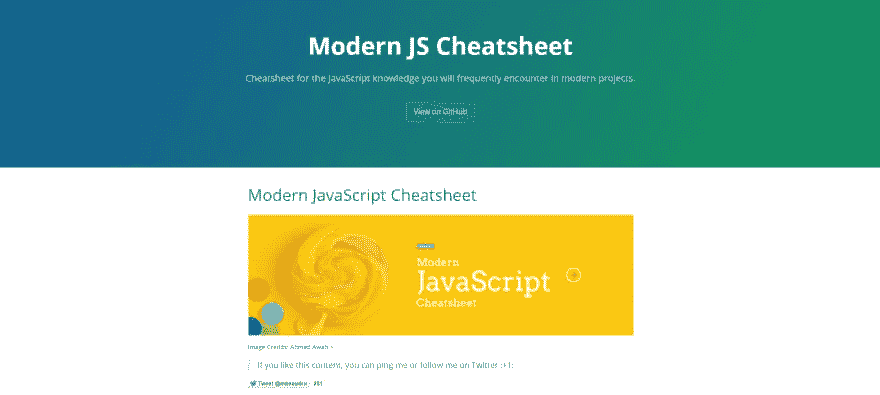 Modern JS Cheatsheet
Cheatsheet for the JavaScript knowledge you will frequently encounter in modern projects.
View on GitHub
Modern JavaScript Cheatsheet
Modern
JavaScript
Cheatsheet
Image Credits: Ahmad Awais
If you like this content, you can ping me or follow me on Twitter :+1:
Tweet